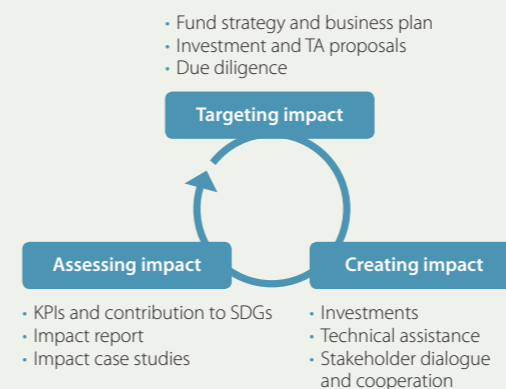 • Fund strategy and business plan
• Investment and TA proposals
• Due diligence
Targeting impact
Assessing impact
• KPIs and contribution to SDGs
• Impact report
• Impact case studies
Creating impact
• Investments
• Technical assistance
• Stakeholder dialogue
and cooperation